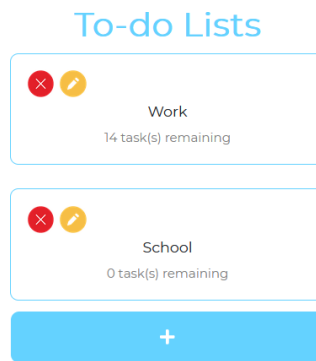 To-do Lists
Work
14 task(s) remaining
School
0 task(s) remaining
+